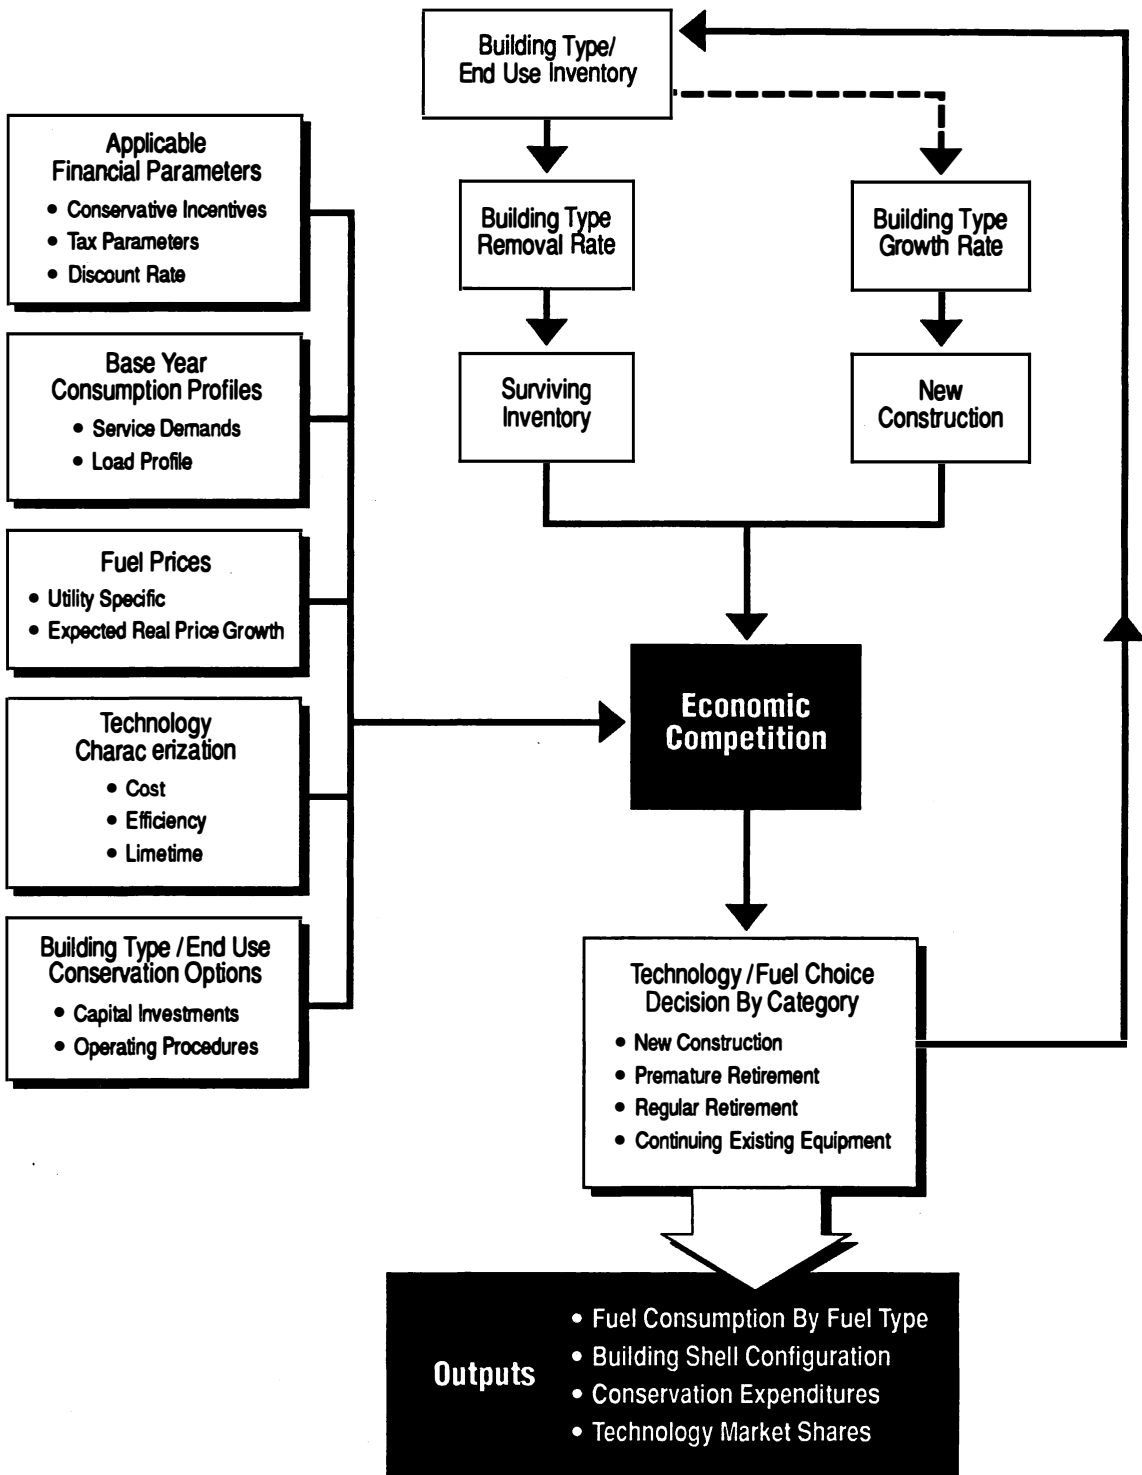 Building Type/
End Use Inventory
Applicable
Financial Parameters
• Conservative Incentives
• Tax Parameters
• Discount Rate
Building Type
Removal Rate
Building Type
Growth Rate
Base Year
Consumption Profiles
• Service Demands
• Load Profile
Surviving
Inventory
New
Construction
Fuel Prices
• Utility Specific
• Expected Real Price Growth
Technology
Charac erization
• Cost
• Efficiency
• Limetime
Economic
Competition
Building Type / End Use
Conservation Options
• Capital Investments
• Operating Procedures
Technology / Fuel Choice
Decision By Category
• New Construction
• Premature Retirement
• Regular Retirement
• Continuing Existing Equipment
Outputs
• Fuel Consumption By Fuel Type
• Building Shell Configuration
• Conservation Expenditures
• Technology Market Shares